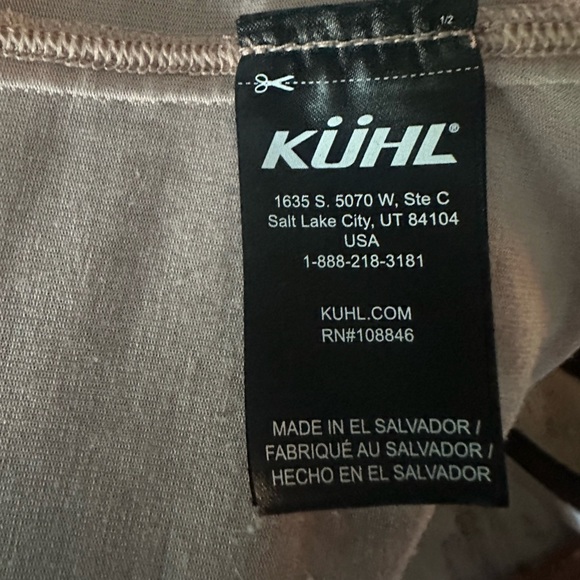 1/2
KÜHL®
1635 S. 5070 W, Ste C
Salt Lake City, UT 84104
USA
1-888-218-3181
KUHL.COM
RN#108846
MADE IN EL SALVADOR /
FABRIQUÉ AU SALVADOR /
HECHO EN EL SALVADOR